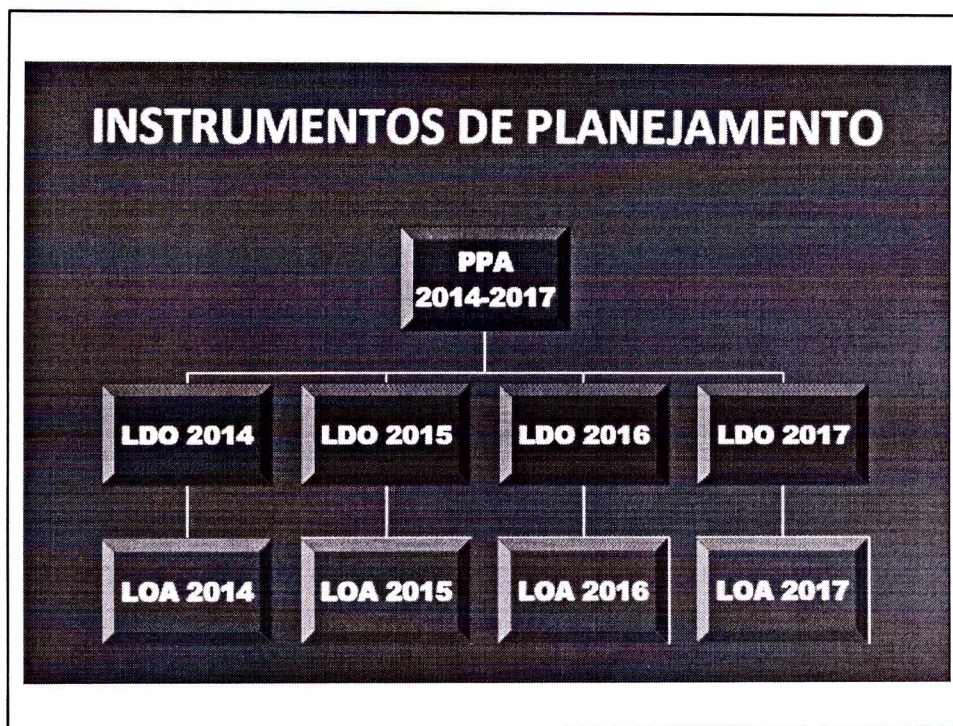 INSTRUMENTOS DE PLANEJAMENTO
PPA
2014-2017
LDO 2014
LDO 2015
LDO 2016
LDO 2017
LOA 2014
LOA 2015
LOA 2016
LOA 2017